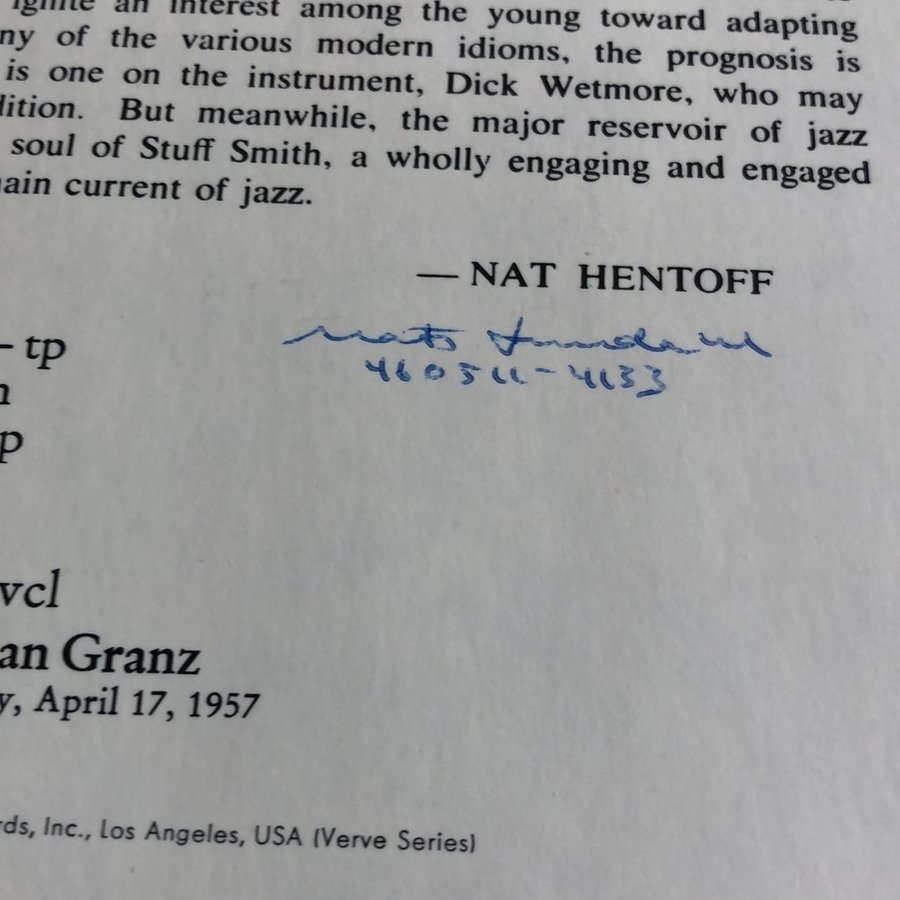 ignite an interest among the young toward adapting
ny of the various modern idioms, the prognosis is
is one on the instrument, Dick Wetmore, who may
dition. But meanwhile, the major reservoir of jazz
soul of Stuff Smith, a wholly engaging and engaged
ain current of jazz.
— NAT HENTOFF
Mats
460511-4133
– tp
p
vcl
an Granz
y, April 17, 1957
rds, Inc., Los Angeles, USA (Verve Series)